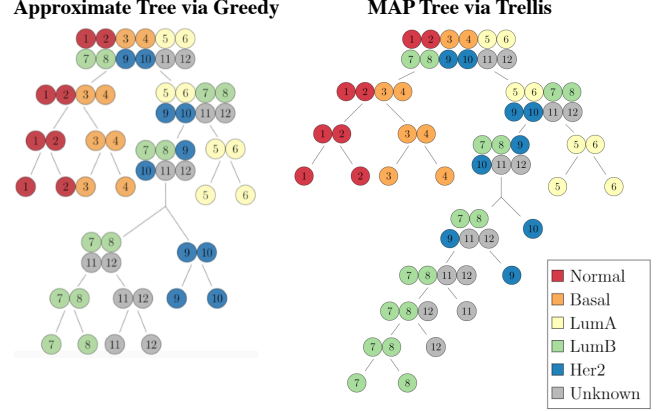 Approximate Tree via Greedy
1 2 3 4 5 6
7 8 9 10 11 12
1 2 3 4
5 6 7 8
9 10 11 12
1 2
3 4
7 8 9
10 11 12
5 6
1
2
3
4
5
6
7 8
11 12
9 10
7 8
11 12
9
10
7
8
11
12
MAP Tree via Trellis
1 2 3 4 5 6
7 8 9 10 11 12
1 2 3 4
5 6 7 8
9 10 11 12
1 2
3 4
7 8 9
10 11 12
5 6
1
2
3
4
5
6
7 8
9 11 12
10
7 8 11 12
9
7 8 12
11
7 8
12
7
8
Normal
Basal
LumA
LumB
Her2
Unknown